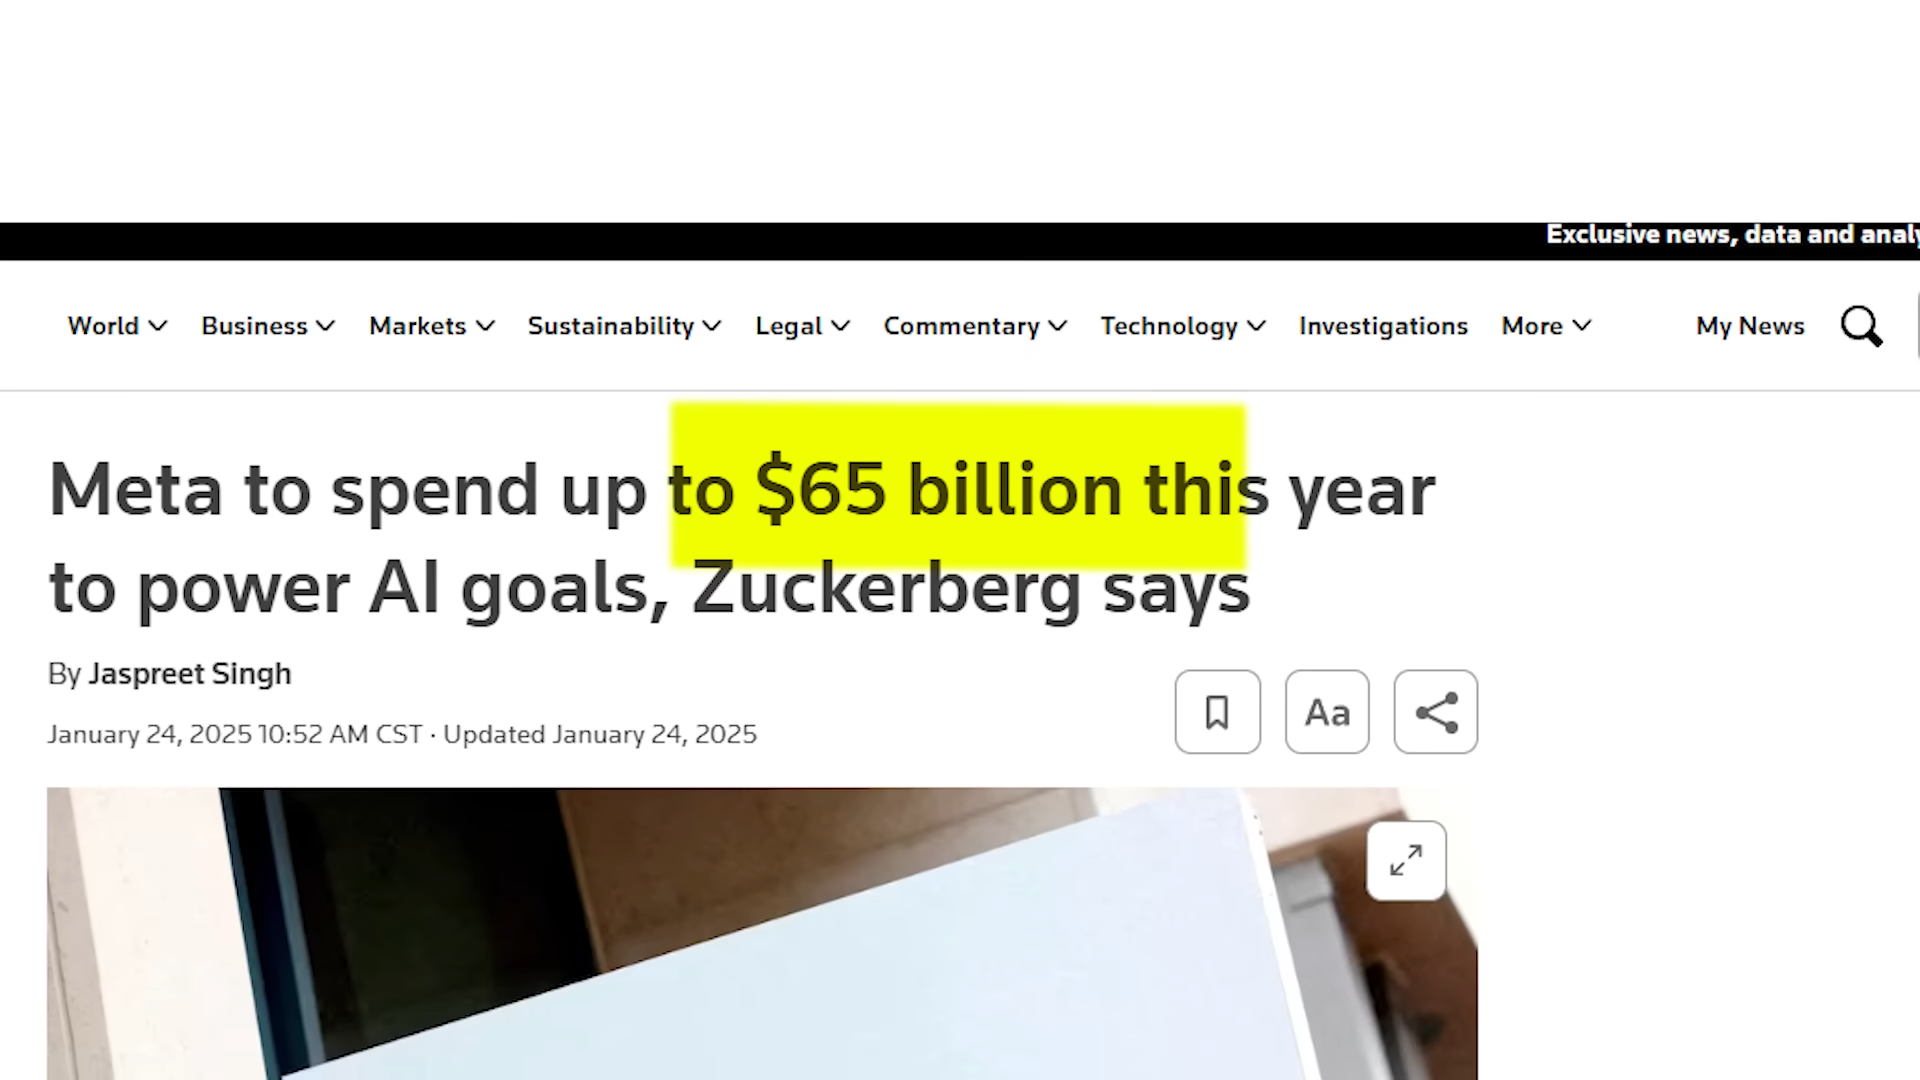 Exclusive news, data and analy
World Business Markets Sustainability Legal Commentary Technology Investigations More My News
Meta to spend up to $65 billion this year
to power AI goals, Zuckerberg says
By Jaspreet Singh
January 24, 2025 10:52 AM CST · Updated January 24, 2025
Aa